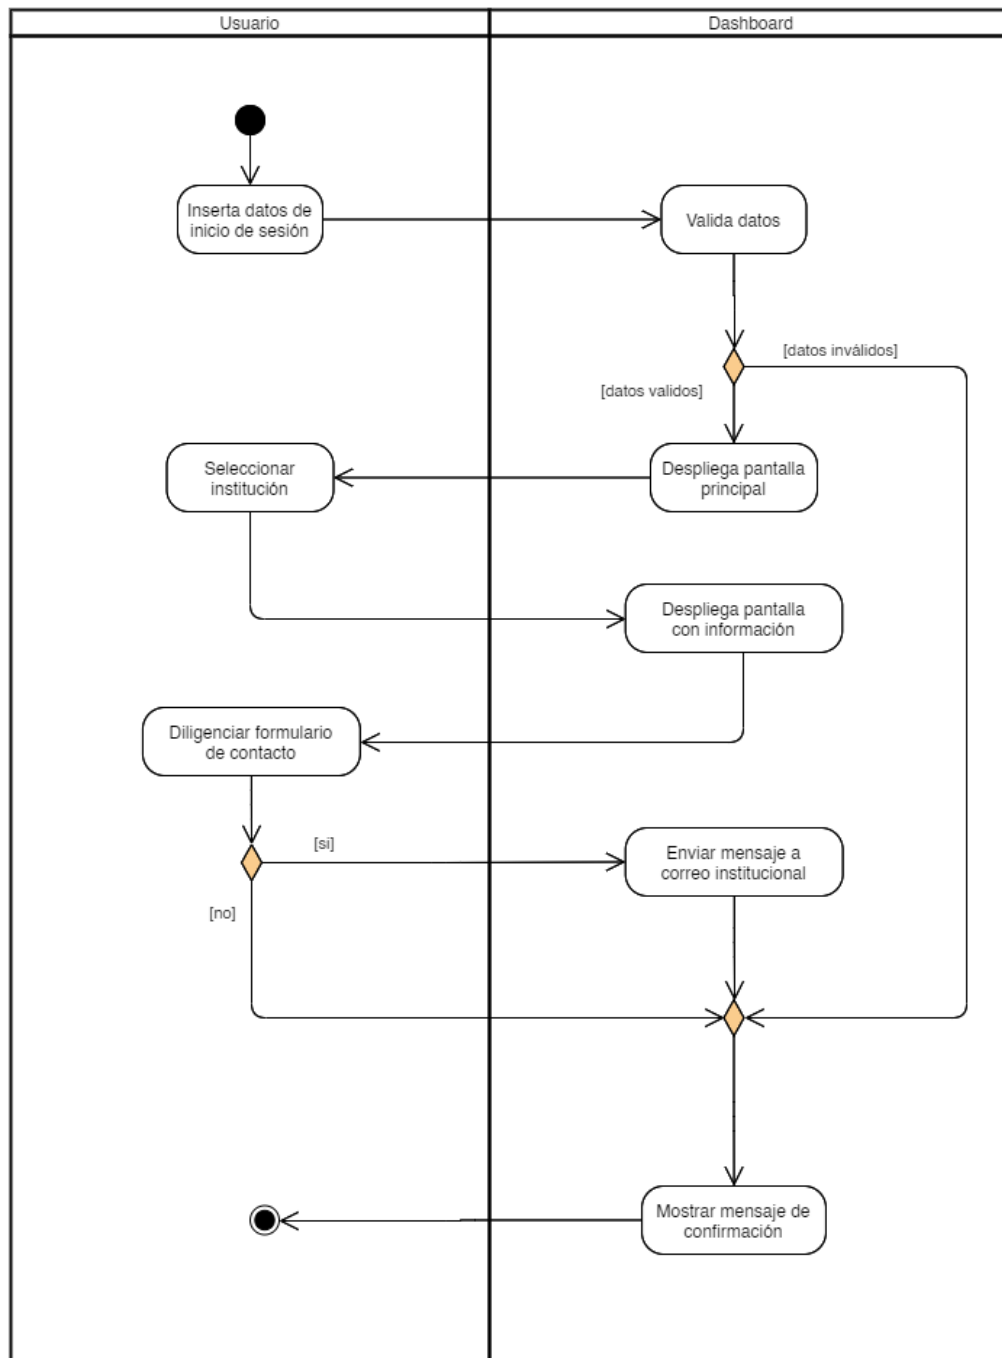 Usuario
Dashboard
Inserta datos de
inicio de sesión
Valida datos
[datos inválidos]
[datos validos]
Seleccionar
institución
Despliega pantalla
principal
Despliega pantalla
con información
Diligenciar formulario
de contacto
[si]
Enviar mensaje a
correo institucional
[no]
Mostrar mensaje de
confirmación